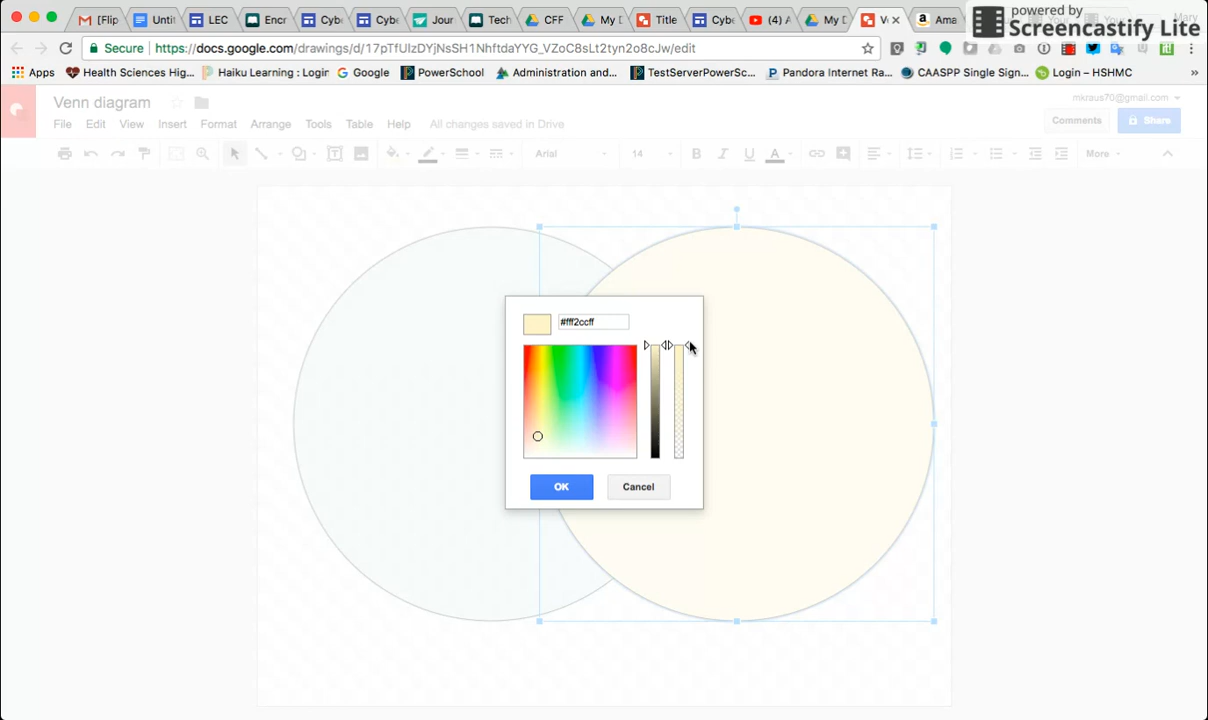 [Flip
Unti
LEC
Encr
Cybe
Cybe
Jour
Tech
CFF
My D
Title
Cybe
(4) A
My D
V
Ama
powered by
Screencastify Lite
Secure
https://docs.google.com/drawings/d/17pTfUIzDYjNsSH1NhftdaYYG_VZoC8sLt2tyn2o8cJw/edit
Apps
Health Sciences Hig...
Haiku Learning : Login
Google
PowerSchool
Administration and...
TestServerPowerSc...
Pandora Internet Ra...
CAASPP Single Sign...
Login – HSHMC
»
Venn diagram
mkraus70@gmail.com
File
Edit
View
Insert
Format
Arrange
Tools
Table
Help
All changes saved in Drive
Comments
Share
Arial
14
B
I
U
A
More
#fff2ccff
OK
Cancel